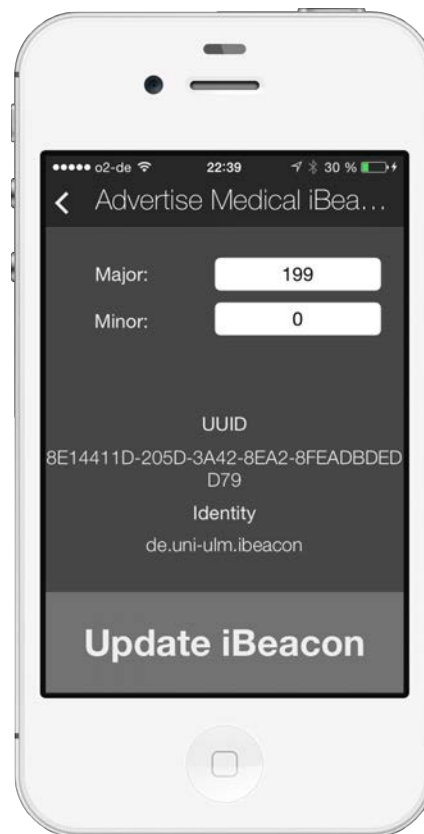 o2-de 22:39 30 %
Advertise Medical iBea...
Major: 199
Minor: 0
UUID
8E14411D-205D-3A42-8EA2-8FEADBDED
D79
Identity
de.uni-ulm.ibeacon
Update iBeacon